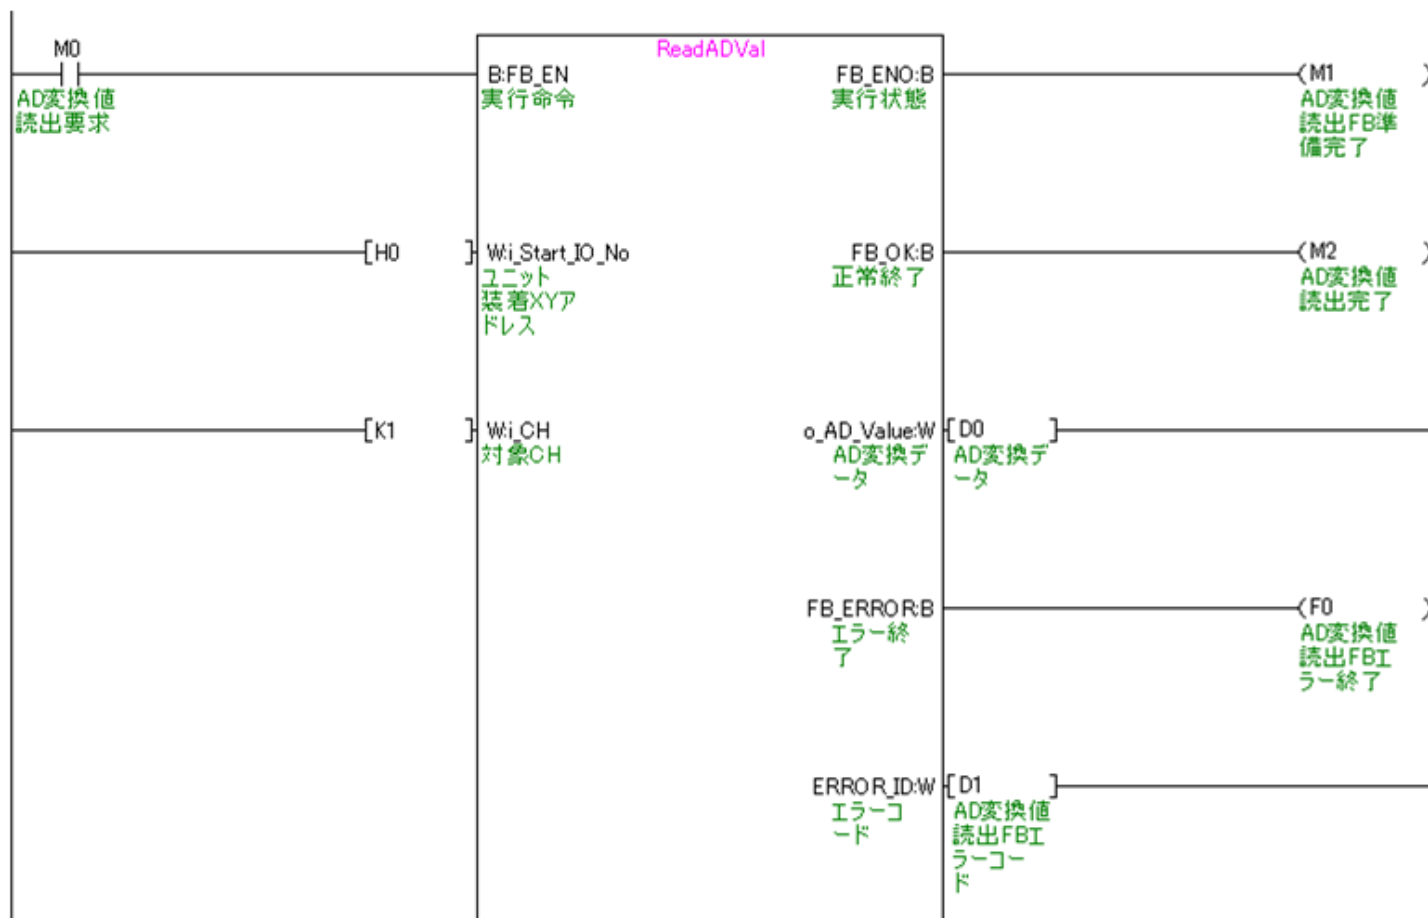 ReadADVal
M0
B:FB_EN
FB_ENO:B
(M1 )
AD変換値
読出要求
実行命令
実行状態
AD変換値
読出FB準
備完了
[H0 ]
W:i_Start_IO_No
FB_OK:B
(M2 )
ユニット
装着XYア
ドレス
正常終了
AD変換値
読出完了
[K1 ]
W:i_CH
o_AD_Value:W
[D0 ]
対象CH
AD変換デ
ータ
AD変換デ
ータ
FB_ERROR:B
(F0 )
エラー終
了
AD変換値
読出FBエ
ラー終了
ERROR_ID:W
[D1 ]
エラーコ
ード
AD変換値
読出FBエ
ラーコー
ド